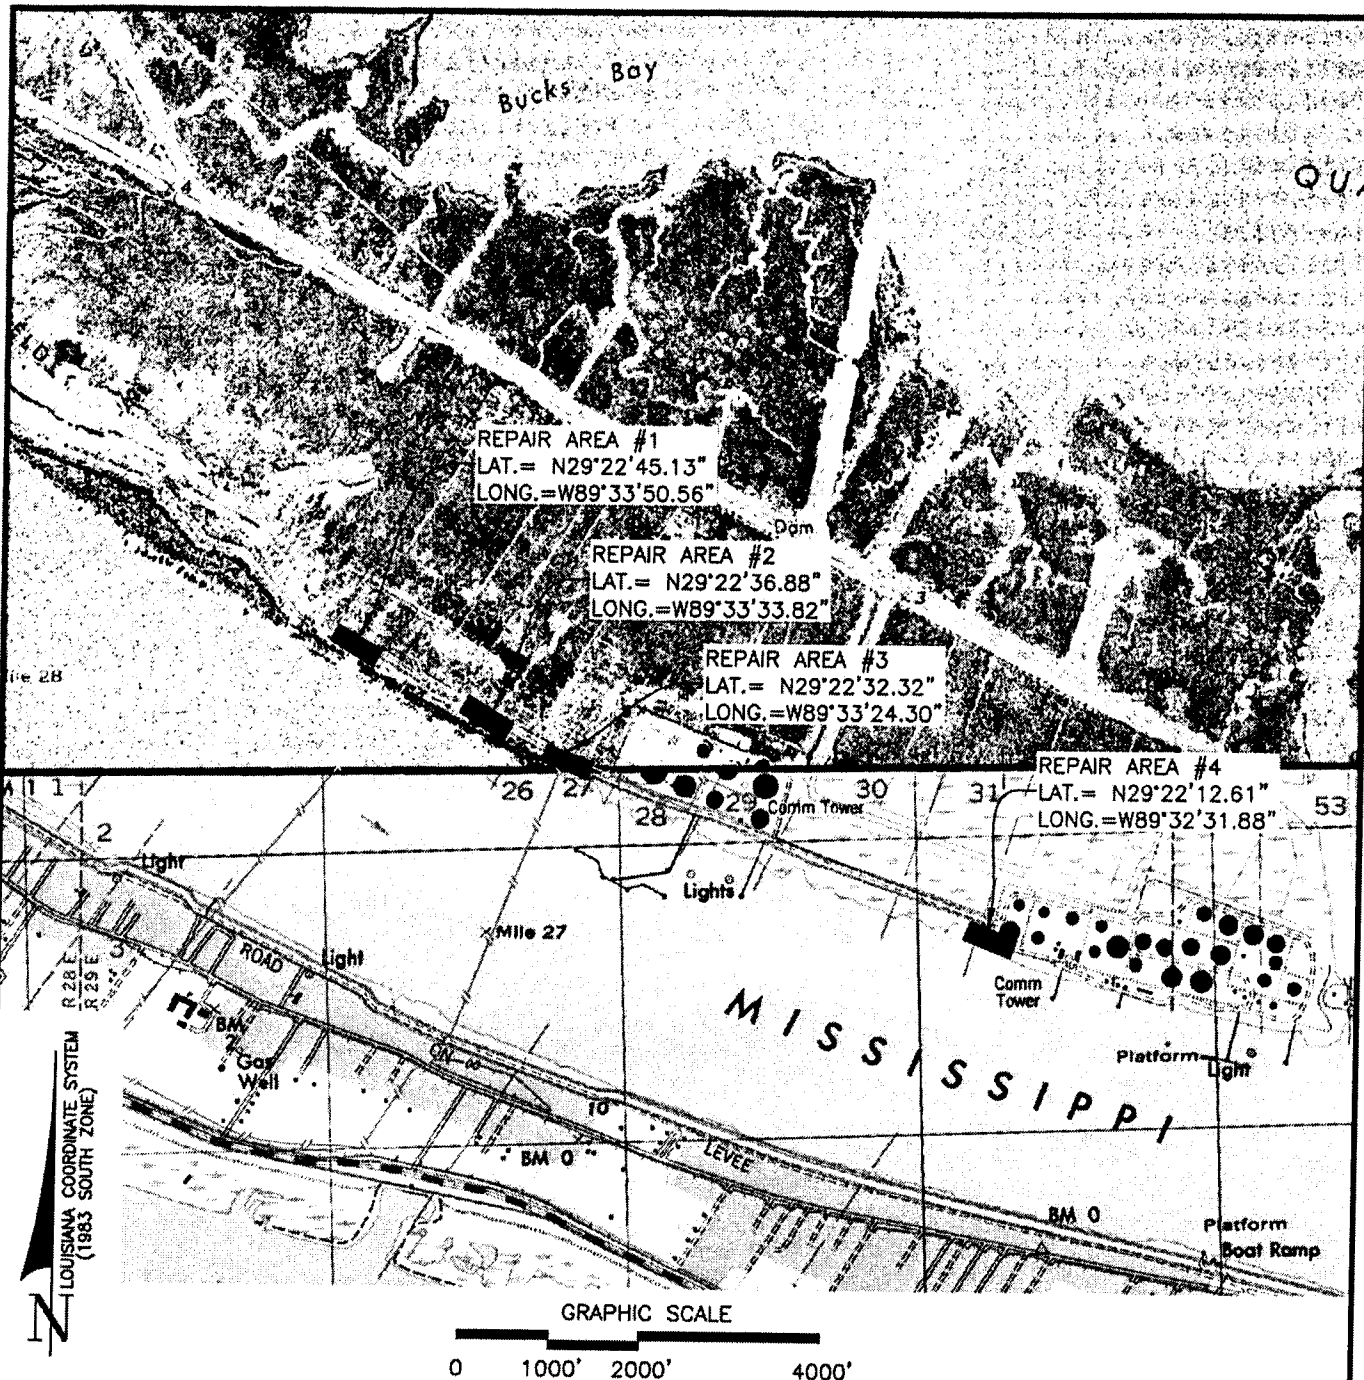 Bucks Bay
4
REPAIR AREA #1
LAT.= N29°22'45.13"
LONG.=W89°33'50.56"
Dam
REPAIR AREA #2
LAT.= N29°22'36.88"
LONG.=W89°33'33.82"
3
REPAIR AREA #3
LAT.= N29°22'32.32"
LONG.=W89°33'24.30"
REPAIR AREA #4
LAT.= N29°22'12.61"
LONG.=W89°32'31.88"
1
2
26
27
28
29
30
31
53
Comm Tower
Light
Lights
3
Mile 27
ROAD
Light
R 28 E
R 29 E
Comm
Tower
MISSISSIPPI
BM
2
Gas
Well
Platform
Light
10
BM 0
LEVEE
BM 0
Platform
Boat Ramp
LOUISIANA COORDINATE SYSTEM
(1983 SOUTH ZONE)
N
GRAPHIC SCALE
0 1000' 2000' 4000'